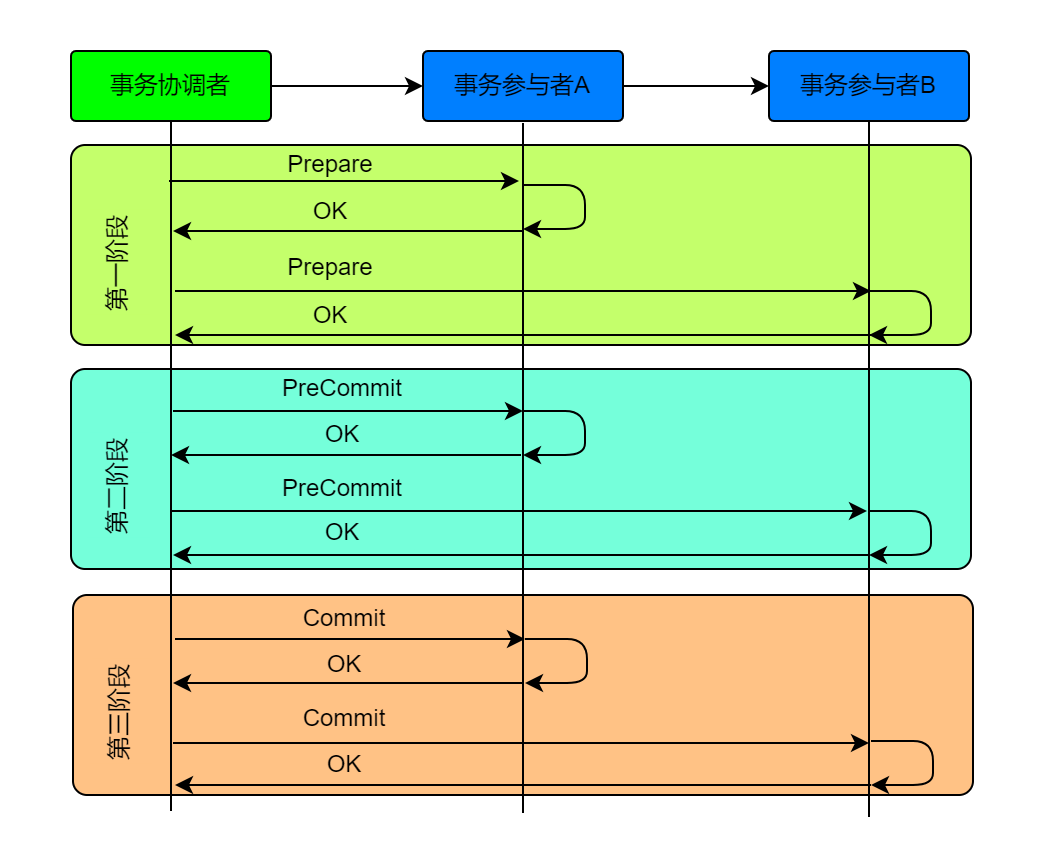 事务协调者
事务参与者A
事务参与者B
第一阶段
Prepare
OK
Prepare
OK
第二阶段
PreCommit
OK
PreCommit
OK
第三阶段
Commit
OK
Commit
OK